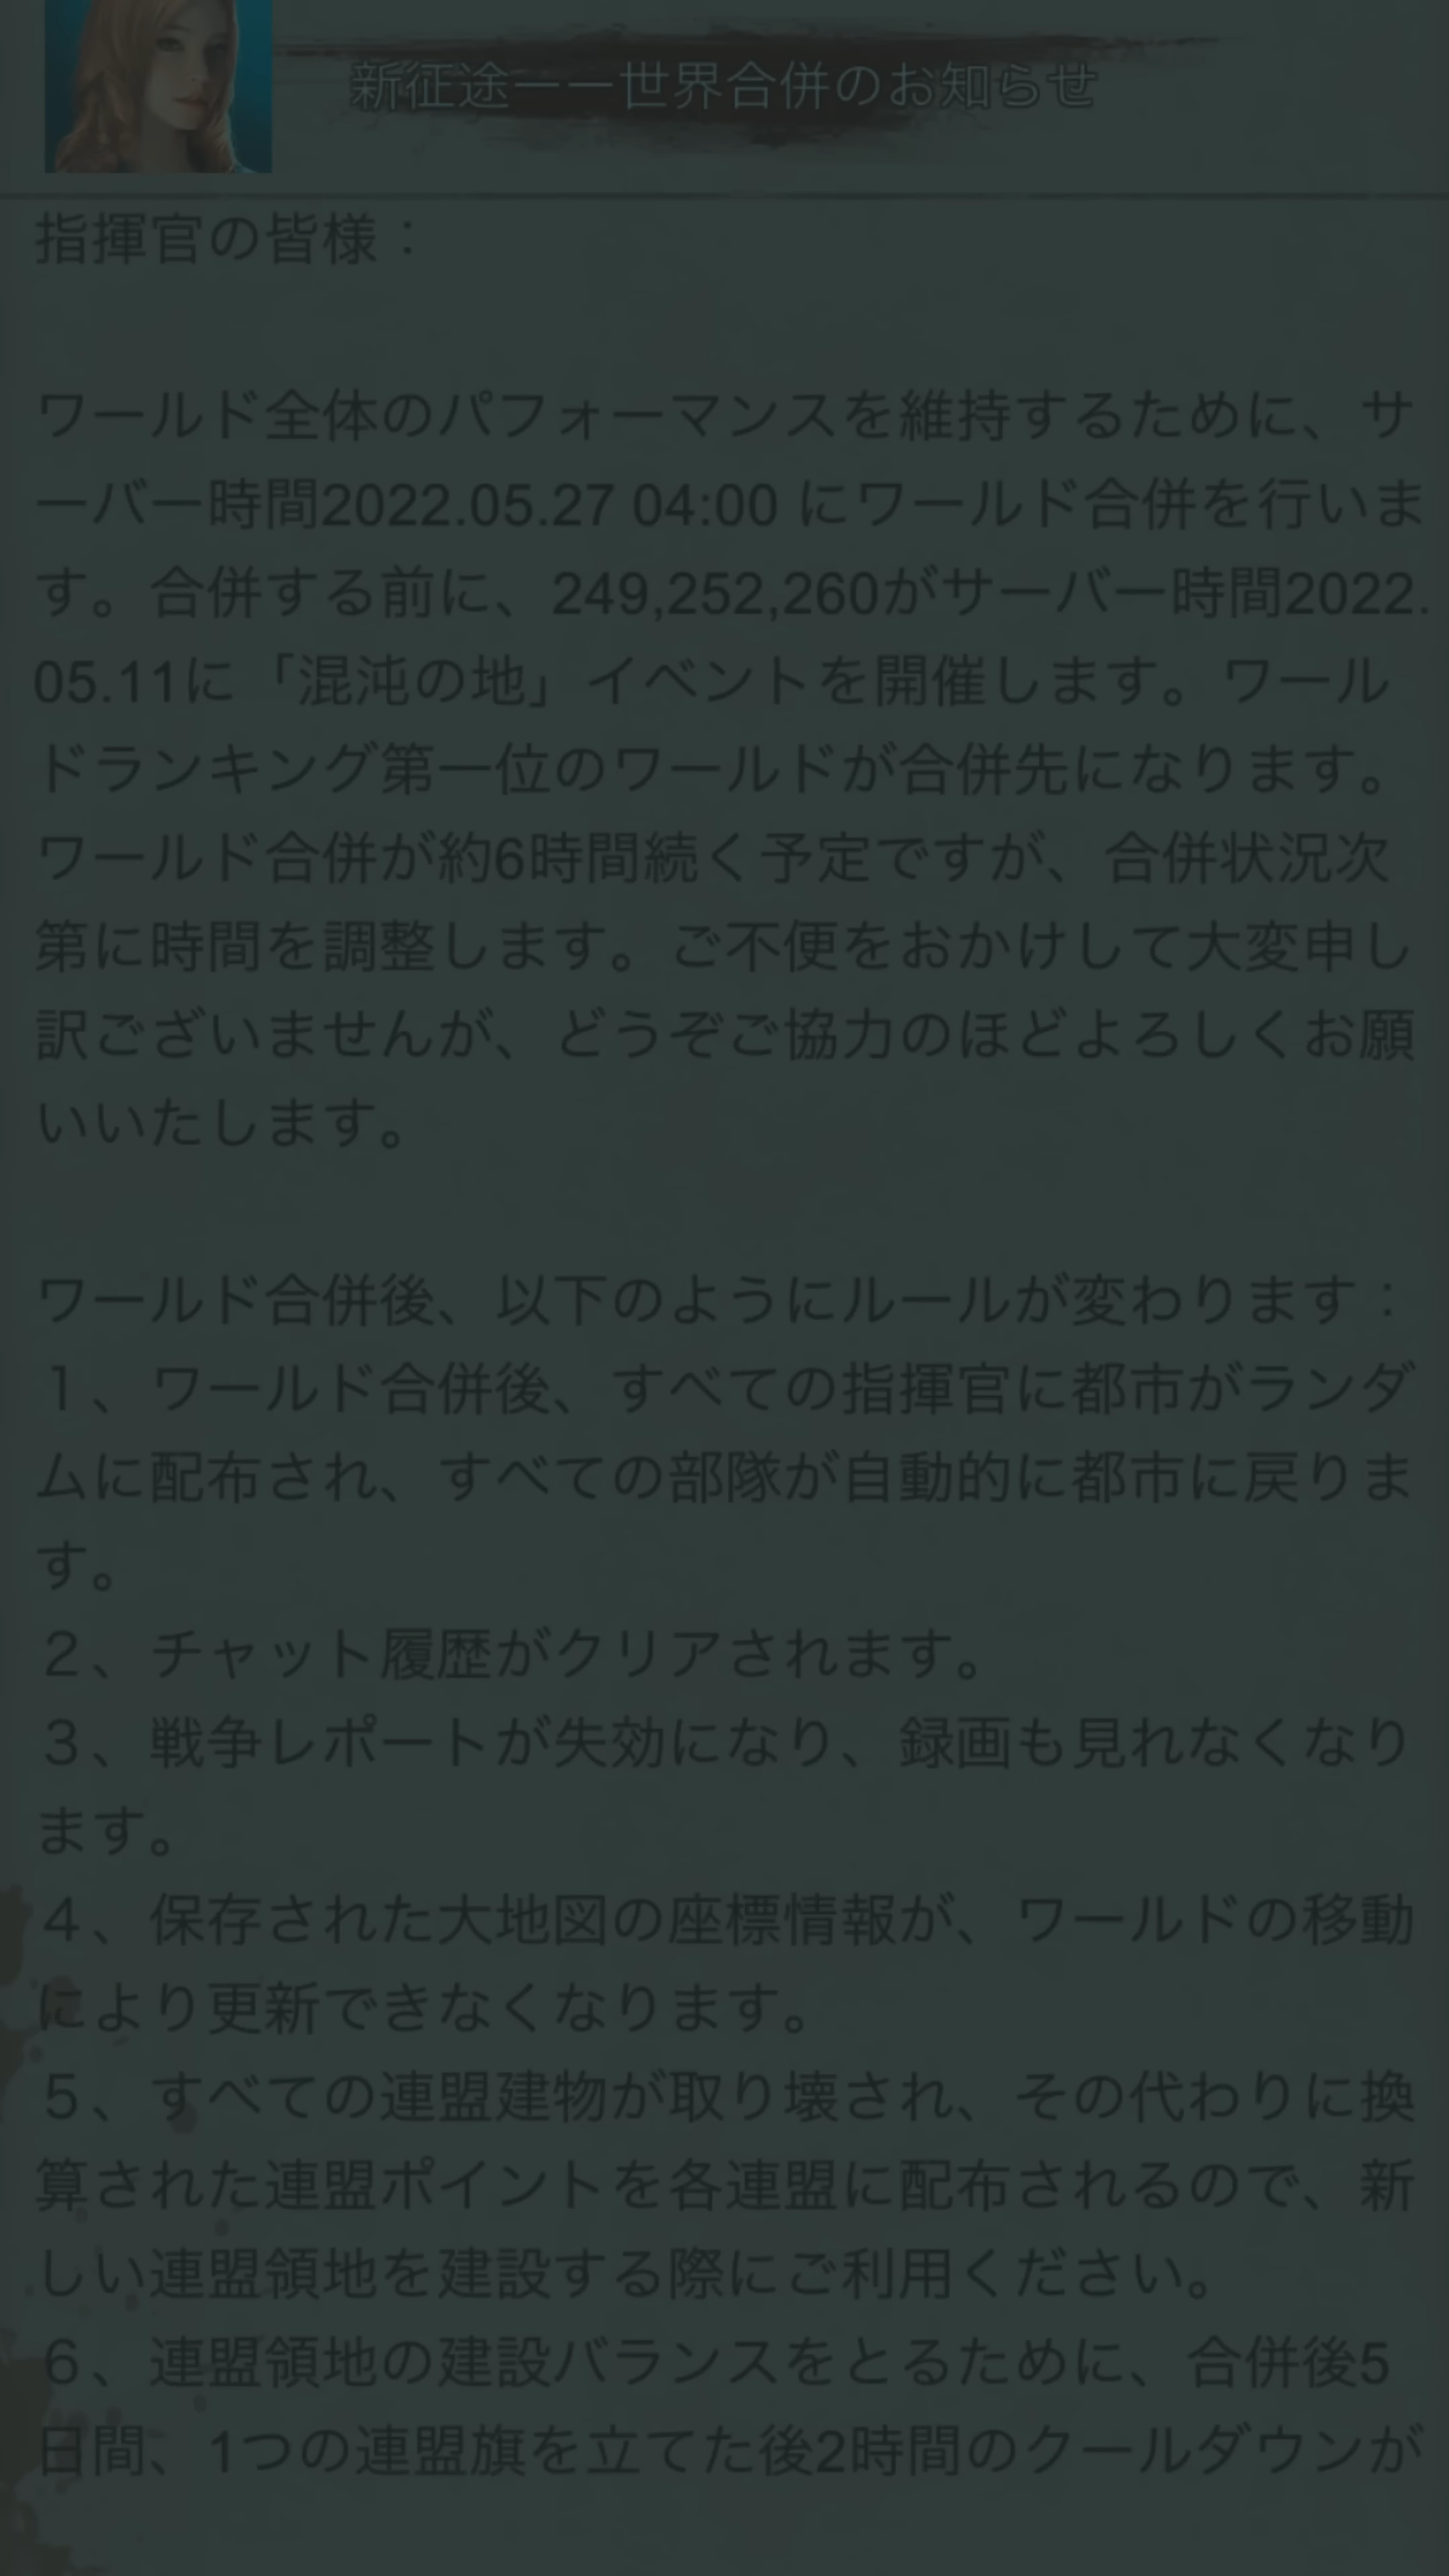 新征途ーー世界合併のお知らせ
指揮官の皆様：
ワールド全体のパフォーマンスを維持するために、サ
ーバー時間2022.05.27 04:00 にワールド合併を行いま
す。合併する前に、249,252,260がサーバー時間2022.
05.11に「混沌の地」イベントを開催します。ワール
ドランキング第一位のワールドが合併先になります。
ワールド合併が約6時間続く予定ですが、合併状況次
第に時間を調整します。ご不便をおかけして大変申し
訳ございませんが、どうぞご協力のほどよろしくお願
いいたします。
ワールド合併後、以下のようにルールが変わります：
１、ワールド合併後、すべての指揮官に都市がランダ
ムに配布され、すべての部隊が自動的に都市に戻りま
す。
２、チャット履歴がクリアされます。
３、戦争レポートが失効になり、録画も見れなくなり
ます。
４、保存された大地図の座標情報が、ワールドの移動
により更新できなくなります。
５、すべての連盟建物が取り壊され、その代わりに換
算された連盟ポイントを各連盟に配布されるので、新
しい連盟領地を建設する際にご利用ください。
６、連盟領地の建設バランスをとるために、合併後5
日間、1つの連盟旗を立てた後2時間のクールダウンが